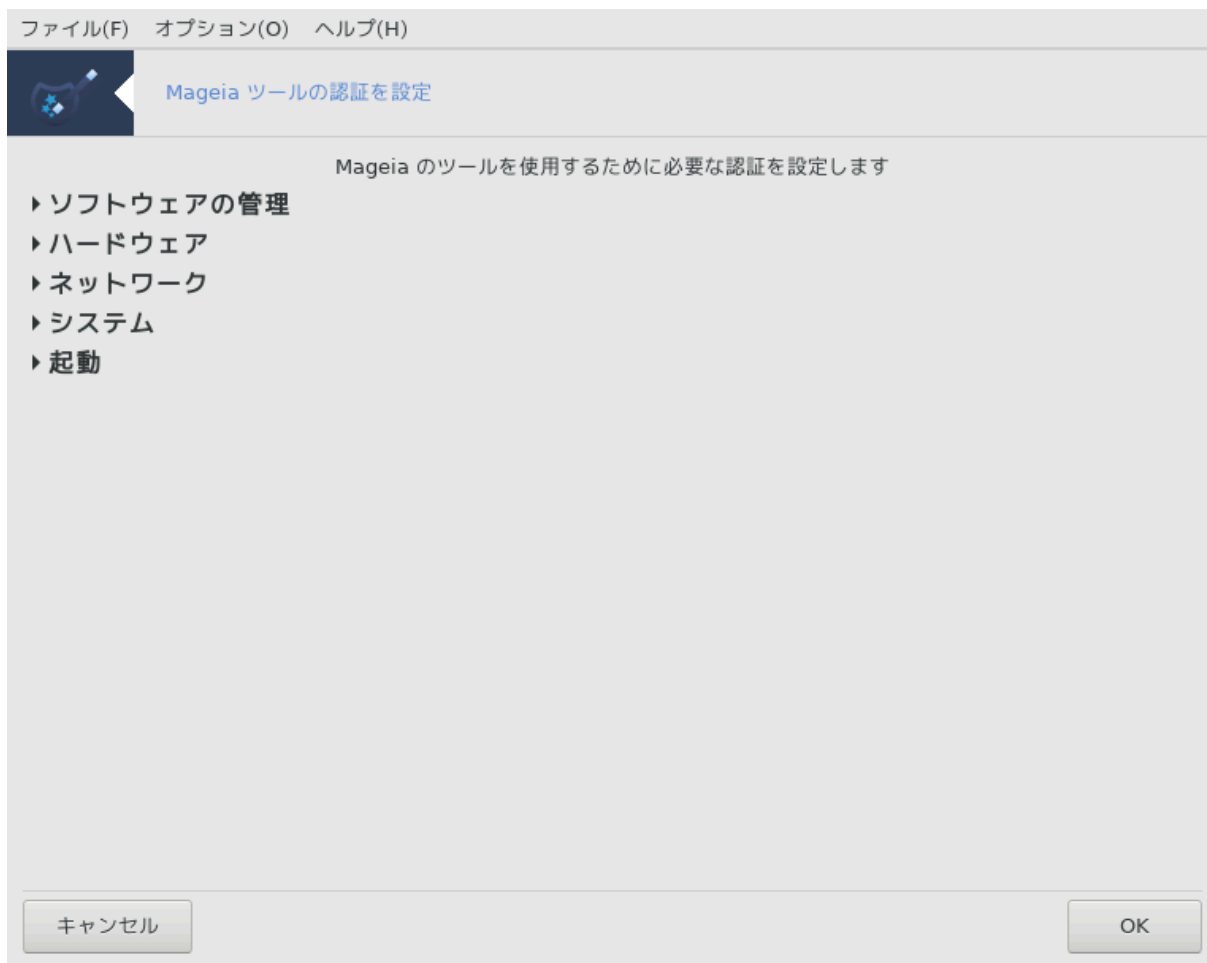 ファイル(F) オプション(O) ヘルプ(H)
Mageia ツールの認証を設定
Mageia のツールを使用するために必要な認証を設定します
ソフトウェアの管理
ハードウェア
ネットワーク
システム
起動
キャンセル OK